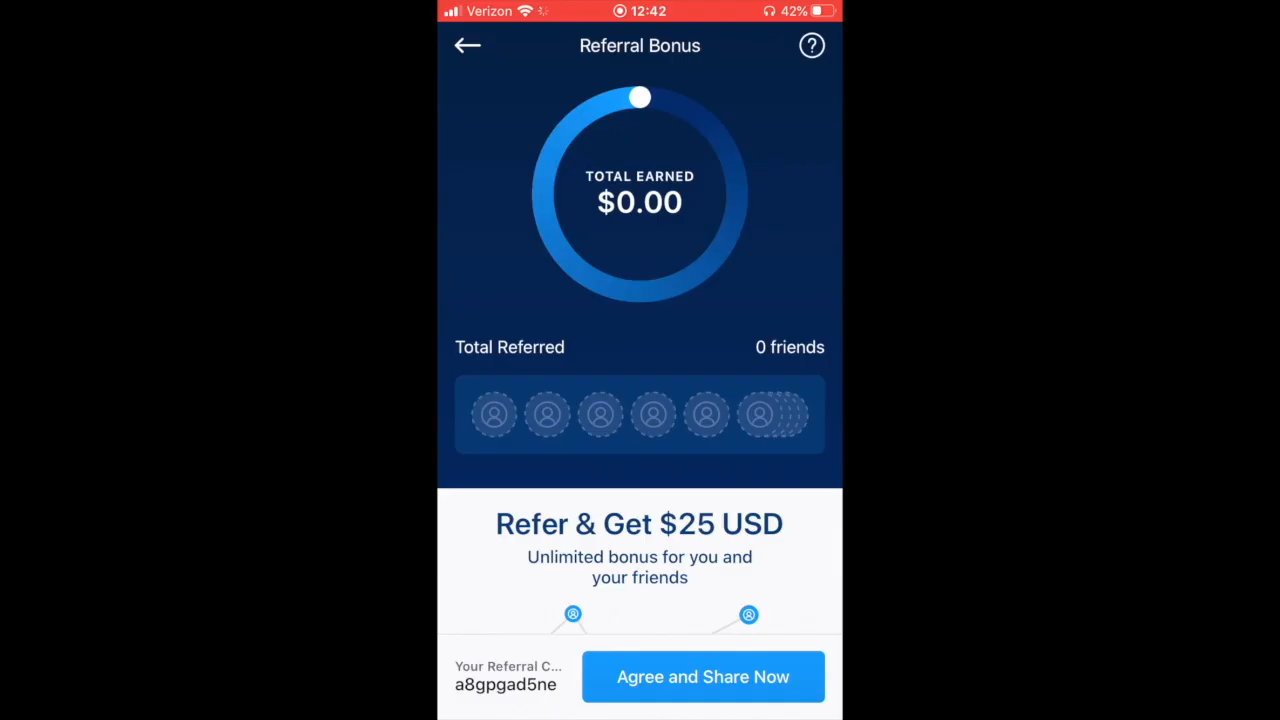 Verizon 12:42 42%
Referral Bonus
?
TOTAL EARNED
$0.00
Total Referred 0 friends
Refer & Get $25 USD
Unlimited bonus for you and
your friends
Your Referral C...
a8gpgad5ne
Agree and Share Now